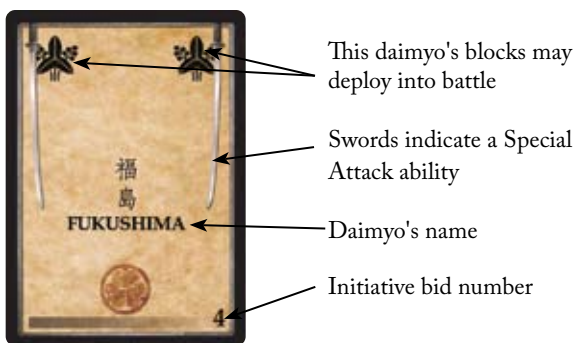 This daimyo's blocks may
deploy into battle
Swords indicate a Special
Attack ability
福
島
FUKUSHIMA
Daimyo's name
Initiative bid number
4